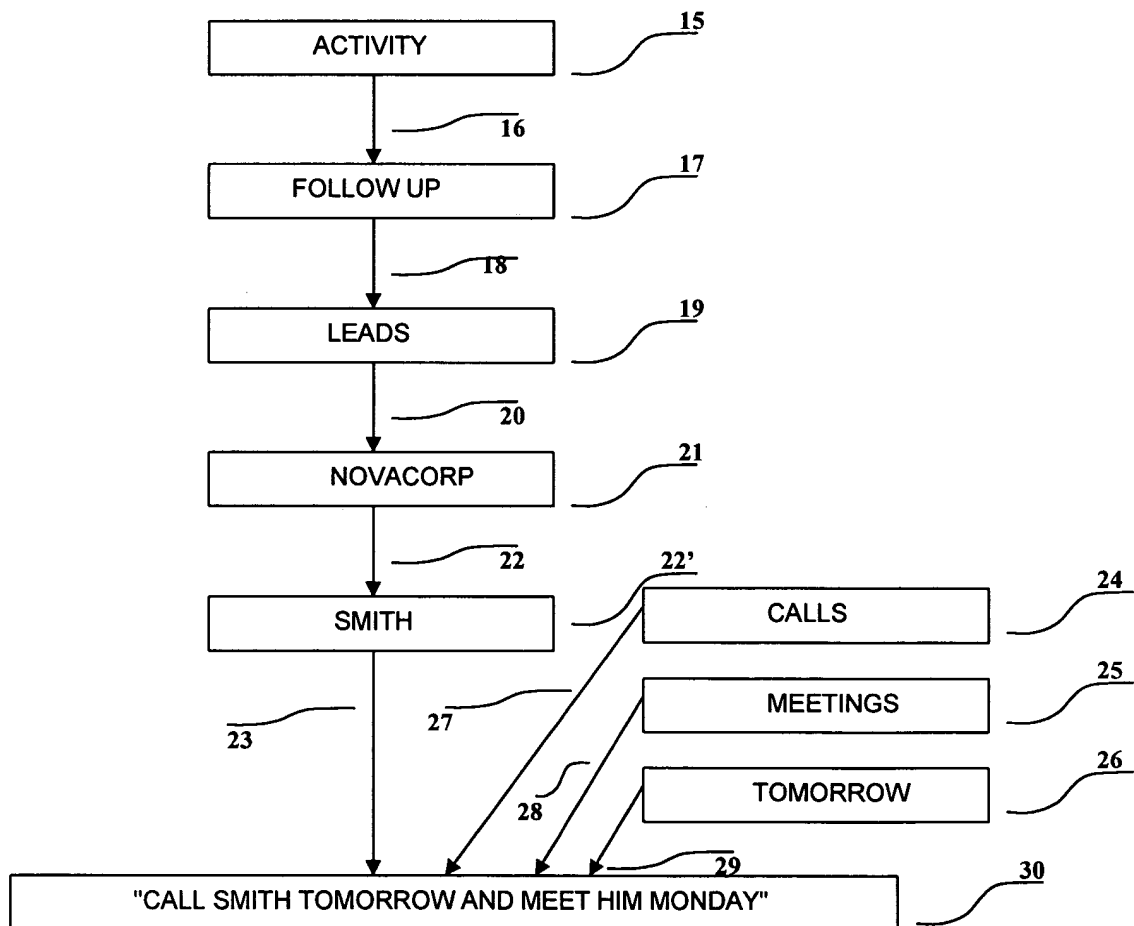 ACTIVITY
15
16
FOLLOW UP
17
18
LEADS
19
20
NOVACORP
21
22
SMITH
22’
CALLS
24
23
27
MEETINGS
25
28
TOMORROW
26
29
"CALL SMITH TOMORROW AND MEET HIM MONDAY"
30